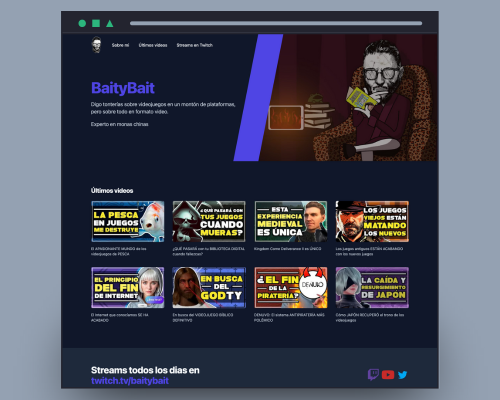 Sobre mi Últimos videos Streams en Twitch
BaityBait
Digo tonterías sobre videojuegos en un montón de plataformas,
pero sobre todo en formato video.
Experto en monas chinas
Últimos videos
LA PESCA
EN JUEGOS
ME DESTRUYE
¿QUE PASARÁ CON
TUS JUEGOS
CUANDO
MUERAS?
ESTA
EXPERIENCIA
MEDIEVAL
ES ÚNICA
LOS JUEGOS
VIEJOS ESTÁN
MATANDO
LOS NUEVOS
El APASIONANTE MUNDO de los
videojuegos de PESCA
¿QUÉ PASARÁ con tu BIBLIOTECA DIGITAL
cuando fallezcas?
Kingdom Come Deliverance II es ÚNICO
Los juegos antiguos ESTÁN ACABANDO
con los nuevos juegos
EL PRINCIPIO
DEL FIN
DE INTERNET
EN BUSCA
DEL
GODTY
¿EL FIN
DE LA
PIRATERÍA?
DENUVO
LA CAÍDA Y
RESURGIMIENTO
DE JAPÓN
El internet que conocíamos SE HA
ACABADO
En busca del VIDEOJUEGO BÍBLICO
DEFINITIVO
DENUVO: El sistema ANTIPIRATERÍA MÁS
POLÉMICO
Cómo JAPÓN RECUPERÓ el trono de los
videojuegos
Streams todos los días en
twitch.tv/baitybait